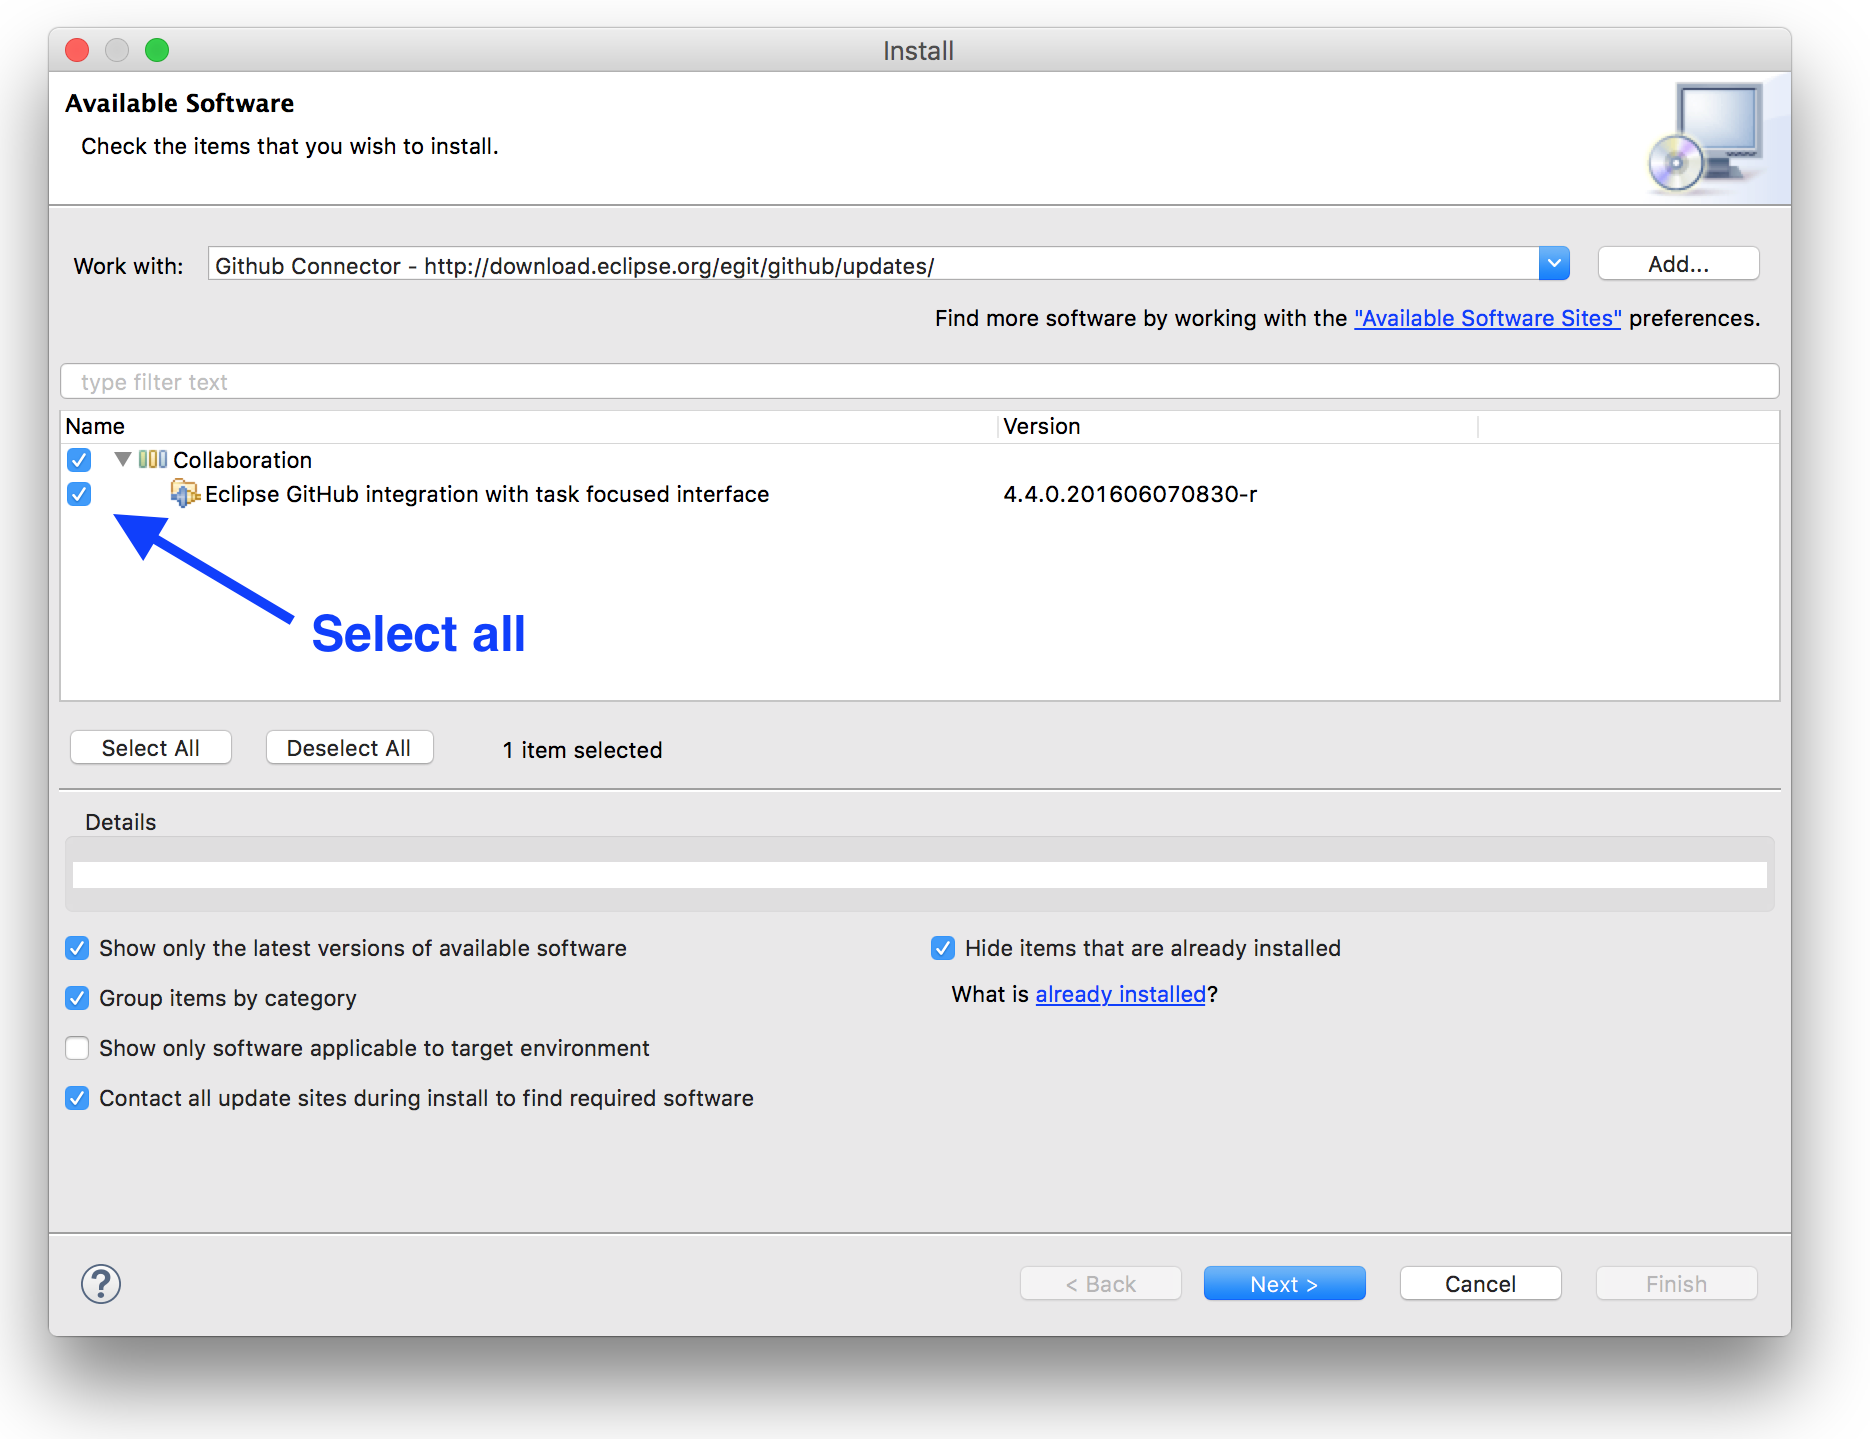 Install
Available Software
Check the items that you wish to install.
Work with: Github Connector - http://download.eclipse.org/egit/github/updates/ Add...
Find more software by working with the "Available Software Sites" preferences.
type filter text
Name Version
Collaboration
Eclipse GitHub integration with task focused interface 4.4.0.201606070830-r
Select all
Select All Deselect All 1 item selected
Details
Show only the latest versions of available software Hide items that are already installed
Group items by category What is already installed?
Show only software applicable to target environment
Contact all update sites during install to find required software
? < Back Next > Cancel Finish